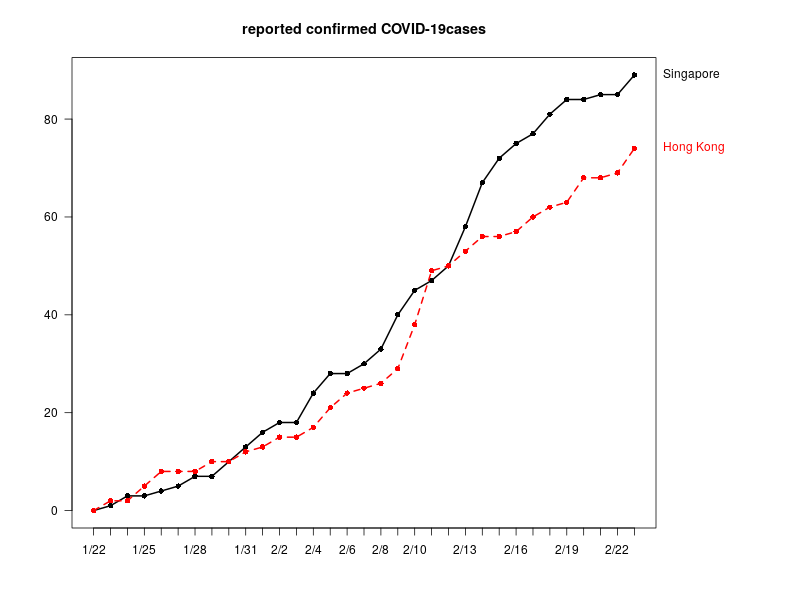 reported confirmed COVID-19cases
Singapore
Hong Kong
80
60
40
20
0
1/22 1/25 1/28 1/31 2/2 2/4 2/6 2/8 2/10 2/13 2/16 2/19 2/22